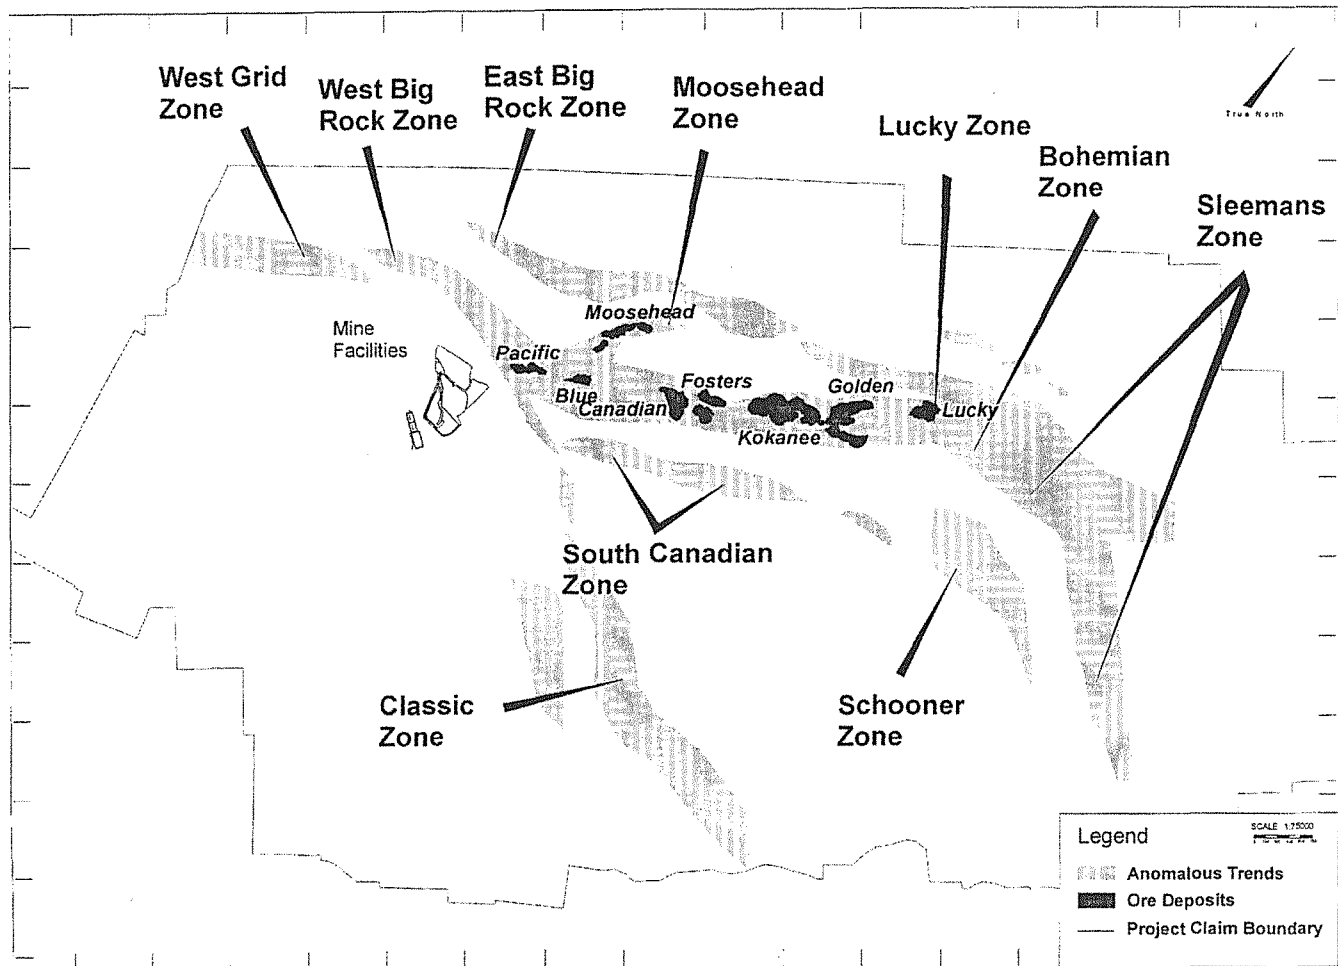 West Grid
Zone
West Big
Rock Zone
East Big
Rock Zone
Moosehead
Zone
Lucky Zone
Bohemian
Zone
Sleemans
Zone
True North
Mine
Facilities
Moosehead
Pacific
Blue
Canadian
Fosters
Kokanee
Golden
Lucky
South Canadian
Zone
Classic
Zone
Schooner
Zone
Legend
SCALE 1:75000
Anomalous Trends
Ore Deposits
Project Claim Boundary